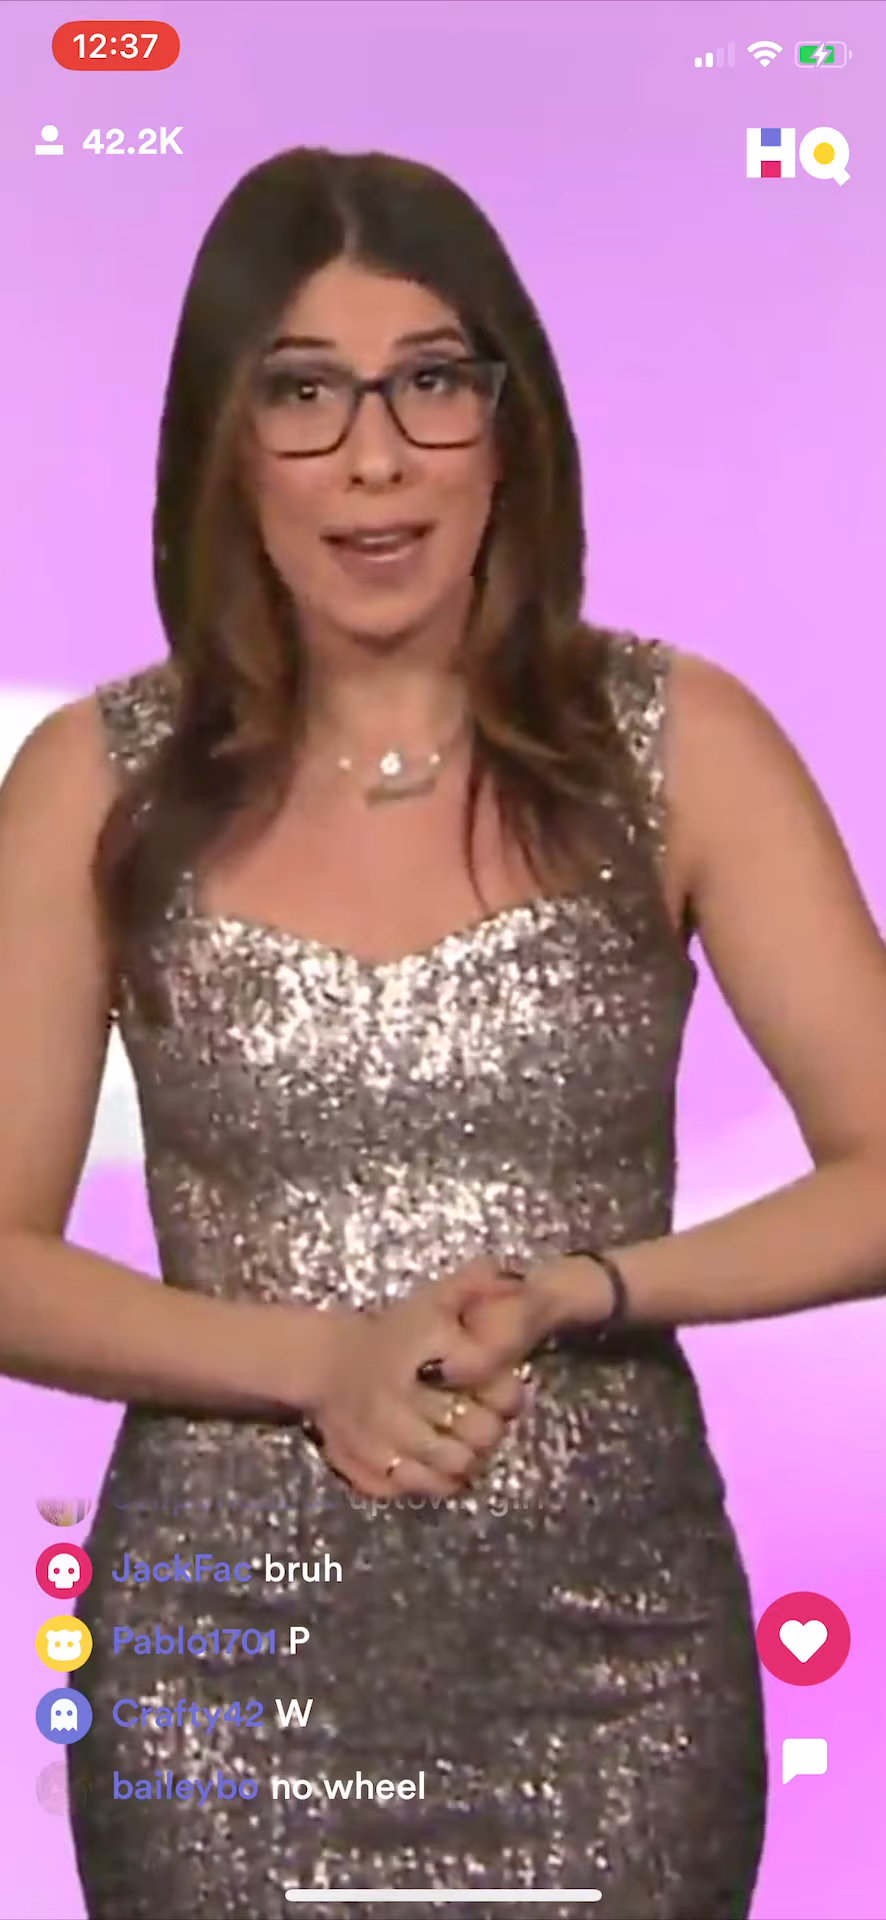 12:37
42.2K
HQ
JackFac bruh
Pablo1701 P
Crafty42 W
baileybo no wheel